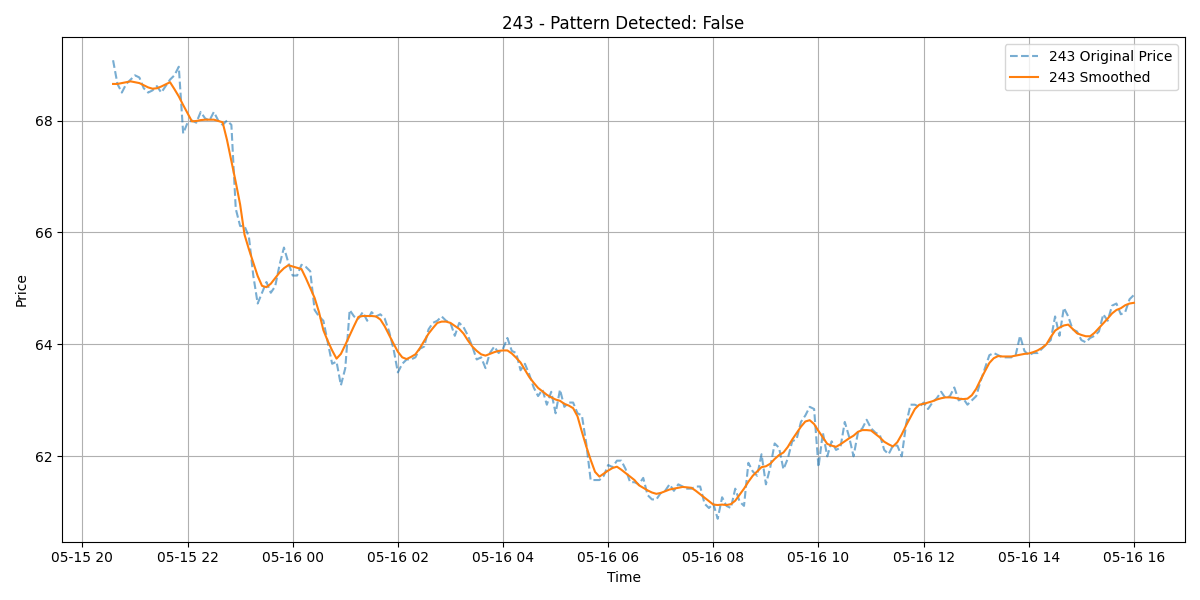 243 - Pattern Detected: False
243 Original Price
243 Smoothed
Price
68
66
64
62
05-15 20 05-15 22 05-16 00 05-16 02 05-16 04 05-16 06 05-16 08 05-16 10 05-16 12 05-16 14 05-16 16
Time